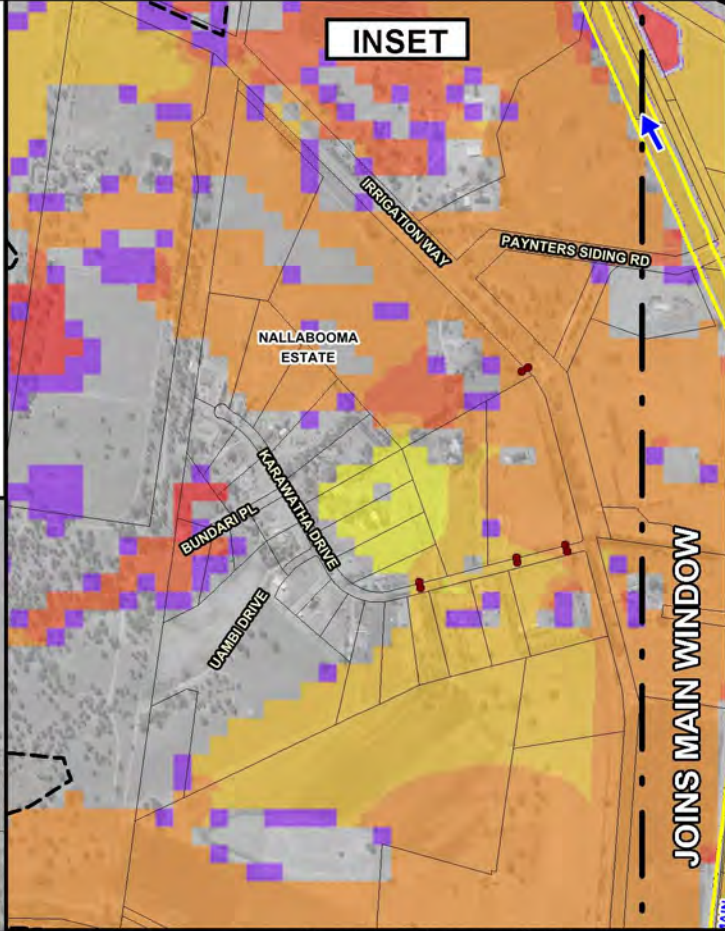 INSET
IRRIGATION WAY
PAYNTERS SIDING RD
NALLABOOMA
ESTATE
KARAWATHA DRIVE
BUNDARI PL
UAMBI DRIVE
JOINS MAIN WINDOW